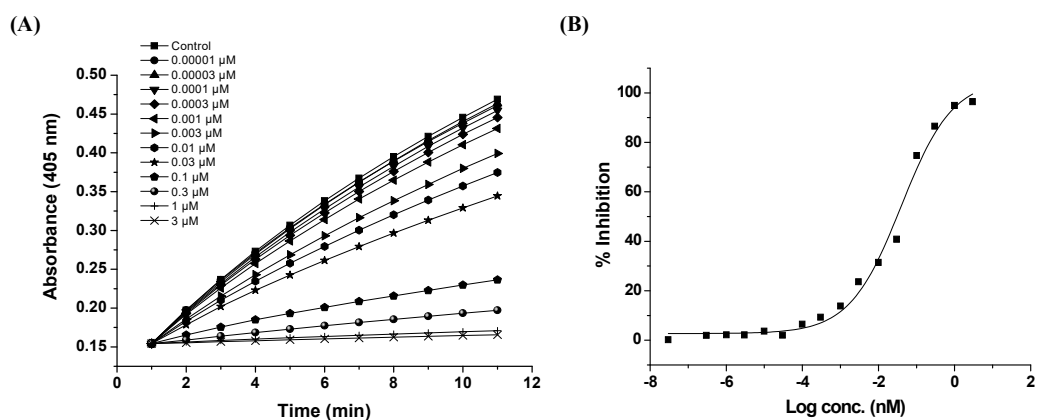 (A)
Control
0.00001 µM
0.00003 µM
0.0001 µM
0.0003 µM
0.001 µM
0.003 µM
0.01 µM
0.03 µM
0.1 µM
0.3 µM
1 µM
3 µM
Absorbance (405 nm)
0.50
0.45
0.40
0.35
0.30
0.25
0.20
0.15
0 2 4 6 8 10 12
Time (min)
(B)
% Inhibition
100
80
60
40
20
0
-8 -6 -4 -2 0 2
Log conc. (nM)